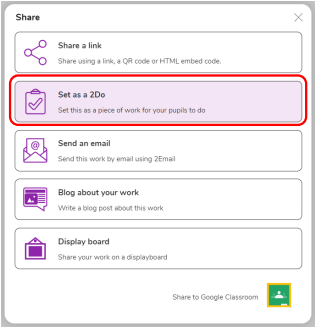 Share
Share a link
Share using a link, a QR code or HTML embed code.
Set as a 2Do
Set this as a piece of work for your pupils to do
Send an email
Send this work by email using 2Email
Blog about your work
Write a blog post about this work
Display board
Share your work on a displayboard
Share to Google Classroom